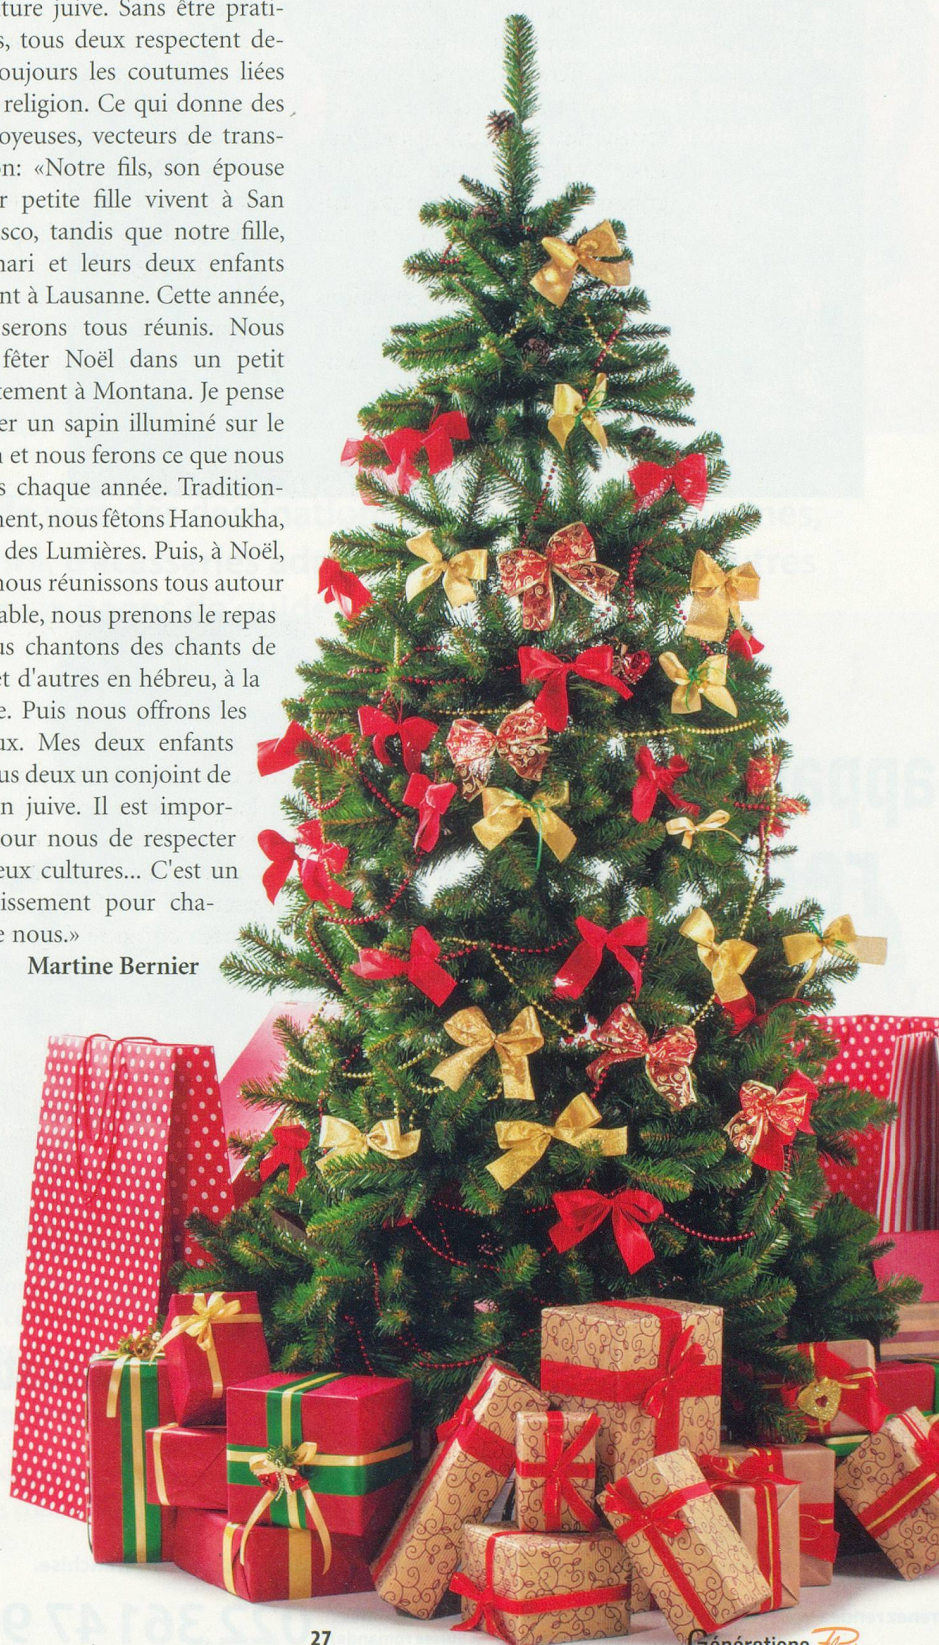 ture juive. Sans être prati-
s, tous deux respectent de-
oujours les coutumes liées
religion. Ce qui donne des
oyeuses, vecteurs de trans-
n: «Notre fils, son épouse
r petite fille vivent à San
sco, tandis que notre fille,
nari et leurs deux enfants
nt à Lausanne. Cette année,
serons tous réunis. Nous
fêter Noël dans un petit
tement à Montana. Je pense
er un sapin illuminé sur le
n et nous ferons ce que nous
s chaque année. Tradition-
nent, nous fêtons Hanoukha,
des Lumières. Puis, à Noël,
nous réunissons tous autour
able, nous prenons le repas
us chantons des chants de
et d'autres en hébreu, à la
e. Puis nous offrons les
ux. Mes deux enfants
us deux un conjoint de
n juive. Il est impor-
our nous de respecter
eux cultures... C'est un
issement pour cha-
e nous.»
Martine Bernier
27
Générations